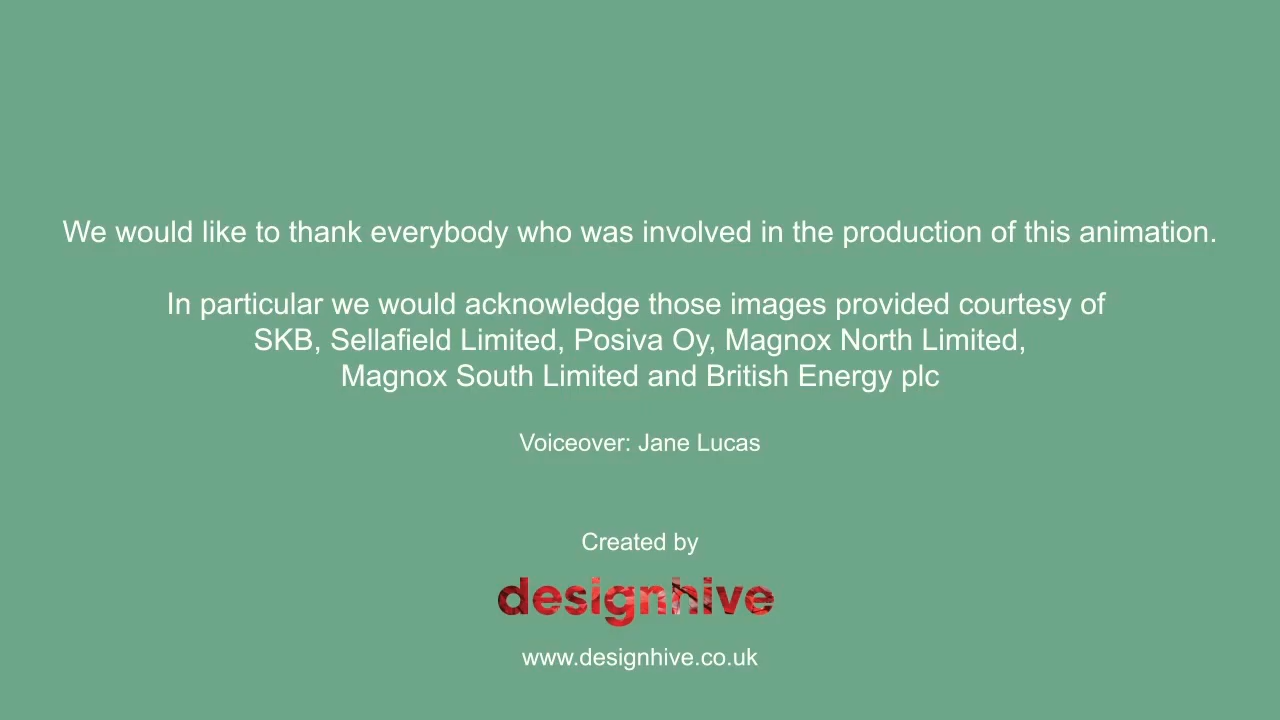 We would like to thank everybody who was involved in the production of this animation.
In particular we would acknowledge those images provided courtesy of
SKB, Sellafield Limited, Posiva Oy, Magnox North Limited,
Magnox South Limited and British Energy plc
Voiceover: Jane Lucas
Created by
designhive
www.designhive.co.uk